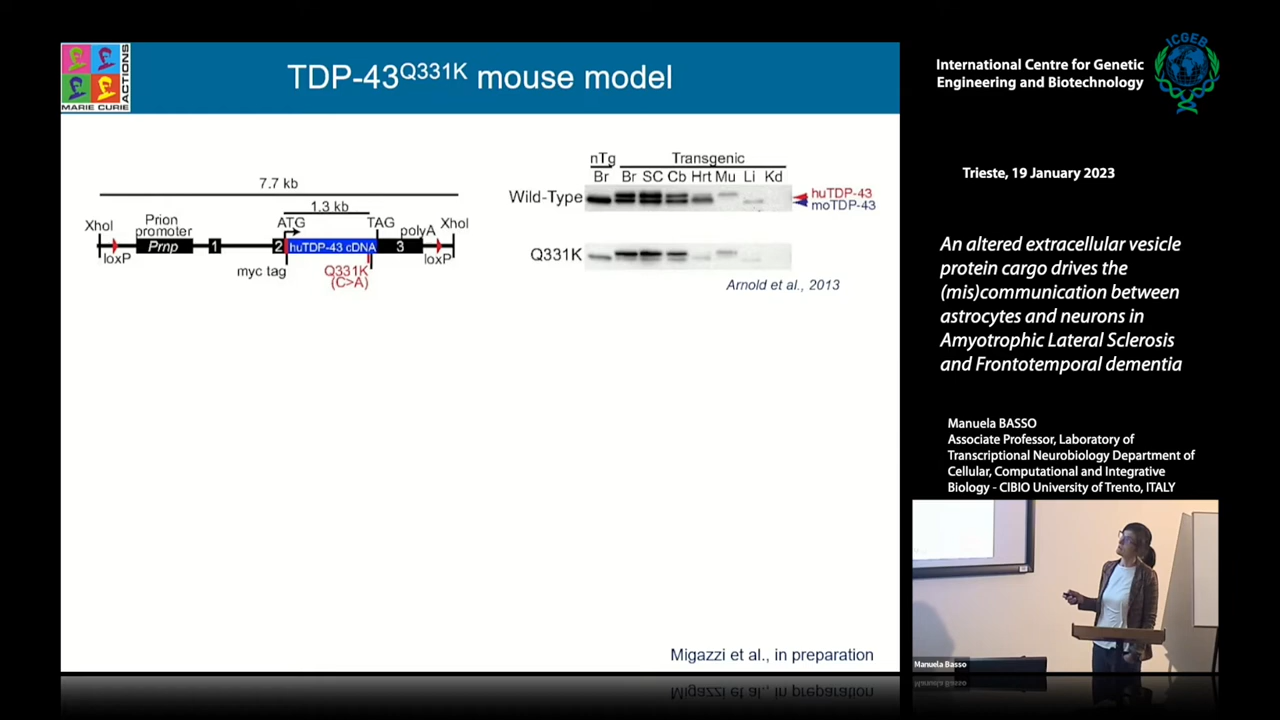 MARIE CURIE
ACTIONS
TDP-43Q331K mouse model
7.7 kb
1.3 kb
XhoI
Prion
promoter
ATG
TAG
polyA
XhoI
Prnp
1
2
huTDP-43 cDNA
3
loxP
loxP
myc tag
Q331K
(C>A)
nTg
Transgenic
Br
Br
SC
Cb
Hrt
Mu
Li
Kd
Wild-Type
huTDP-43
moTDP-43
Q331K
Arnold et al., 2013
Migazzi et al., in preparation
International Centre for Genetic
Engineering and Biotechnology
ICGEB
Trieste, 19 January 2023
An altered extracellular vesicle
protein cargo drives the
(mis)communication between
astrocytes and neurons in
Amyotrophic Lateral Sclerosis
and Frontotemporal dementia
Manuela BASSO
Associate Professor, Laboratory of
Transcriptional Neurobiology Department of
Cellular, Computational and Integrative
Biology - CIBIO University of Trento, ITALY
Manuela Basso